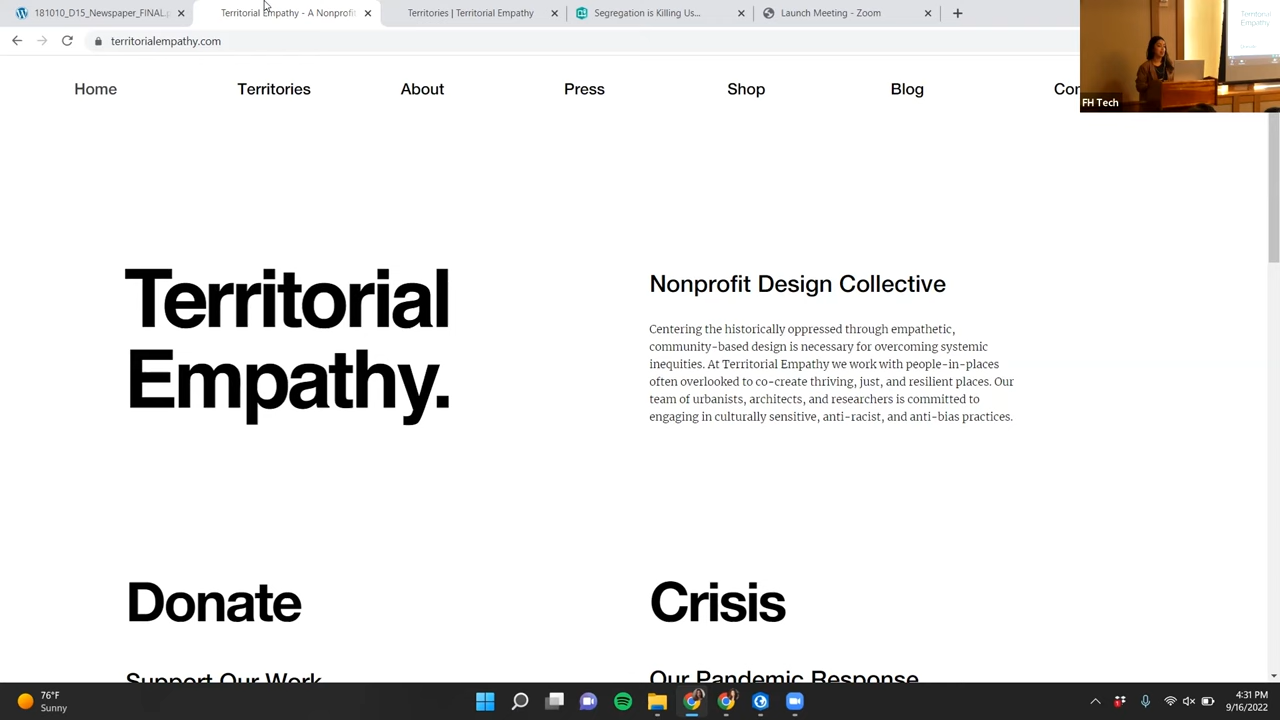 181010_D15_Newspaper_FINAL.p
Territorial Empathy - A Nonprofit
Territories | Territorial Empathy
Segregation is Killing Us...
Launch Meeting - Zoom
territorialempathy.com
Home
Territories
About
Press
Shop
Blog
Con
Territorial
Empathy
FH Tech
Territorial
Empathy.
Nonprofit Design Collective
Centering the historically oppressed through empathetic,
community-based design is necessary for overcoming systemic
inequities. At Territorial Empathy we work with people-in-places
often overlooked to co-create thriving, just, and resilient places. Our
team of urbanists, architects, and researchers is committed to
engaging in culturally sensitive, anti-racist, and anti-bias practices.
Donate
Crisis
Support Our Work
Our Pandemic Response
76°F
Sunny
4:31 PM
9/16/2022